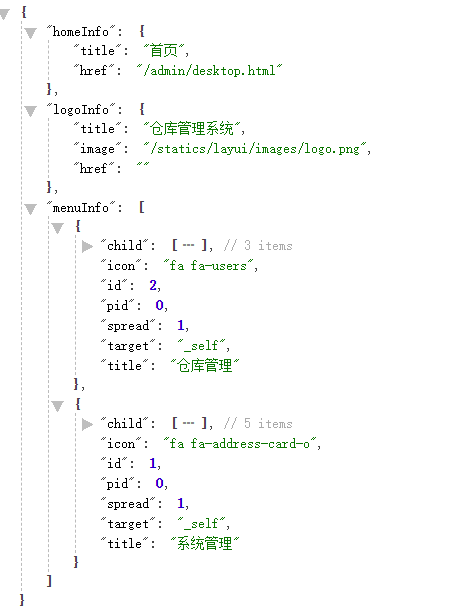 {
"homeInfo": {
"title": "首页",
"href": "/admin/desktop.html"
},
"logoInfo": {
"title": "仓库管理系统",
"image": "/statics/layui/images/logo.png",
"href": ""
},
"menuInfo": [
{
"child": [ ... ], // 3 items
"icon": "fa fa-users",
"id": 2,
"pid": 0,
"spread": 1,
"target": "_self",
"title": "仓库管理"
},
{
"child": [ ... ], // 5 items
"icon": "fa fa-address-card-o",
"id": 1,
"pid": 0,
"spread": 1,
"target": "_self",
"title": "系统管理"
}
]
}